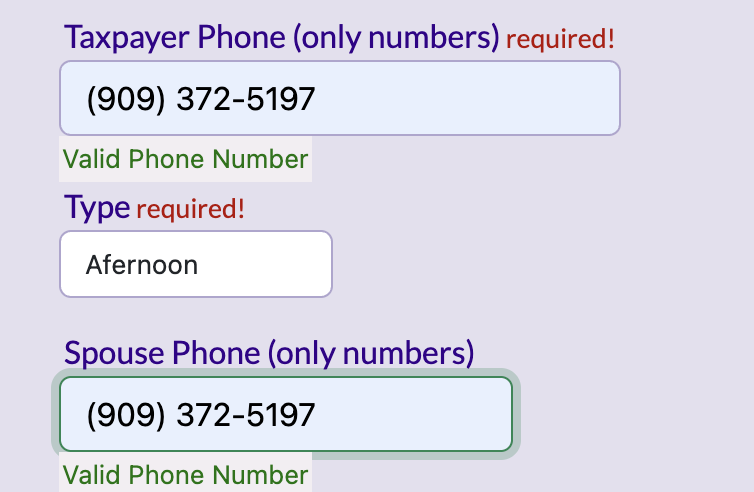 Taxpayer Phone (only numbers) required!
(909) 372-5197
Valid Phone Number
Type required!
Afernoon
Spouse Phone (only numbers)
(909) 372-5197
Valid Phone Number